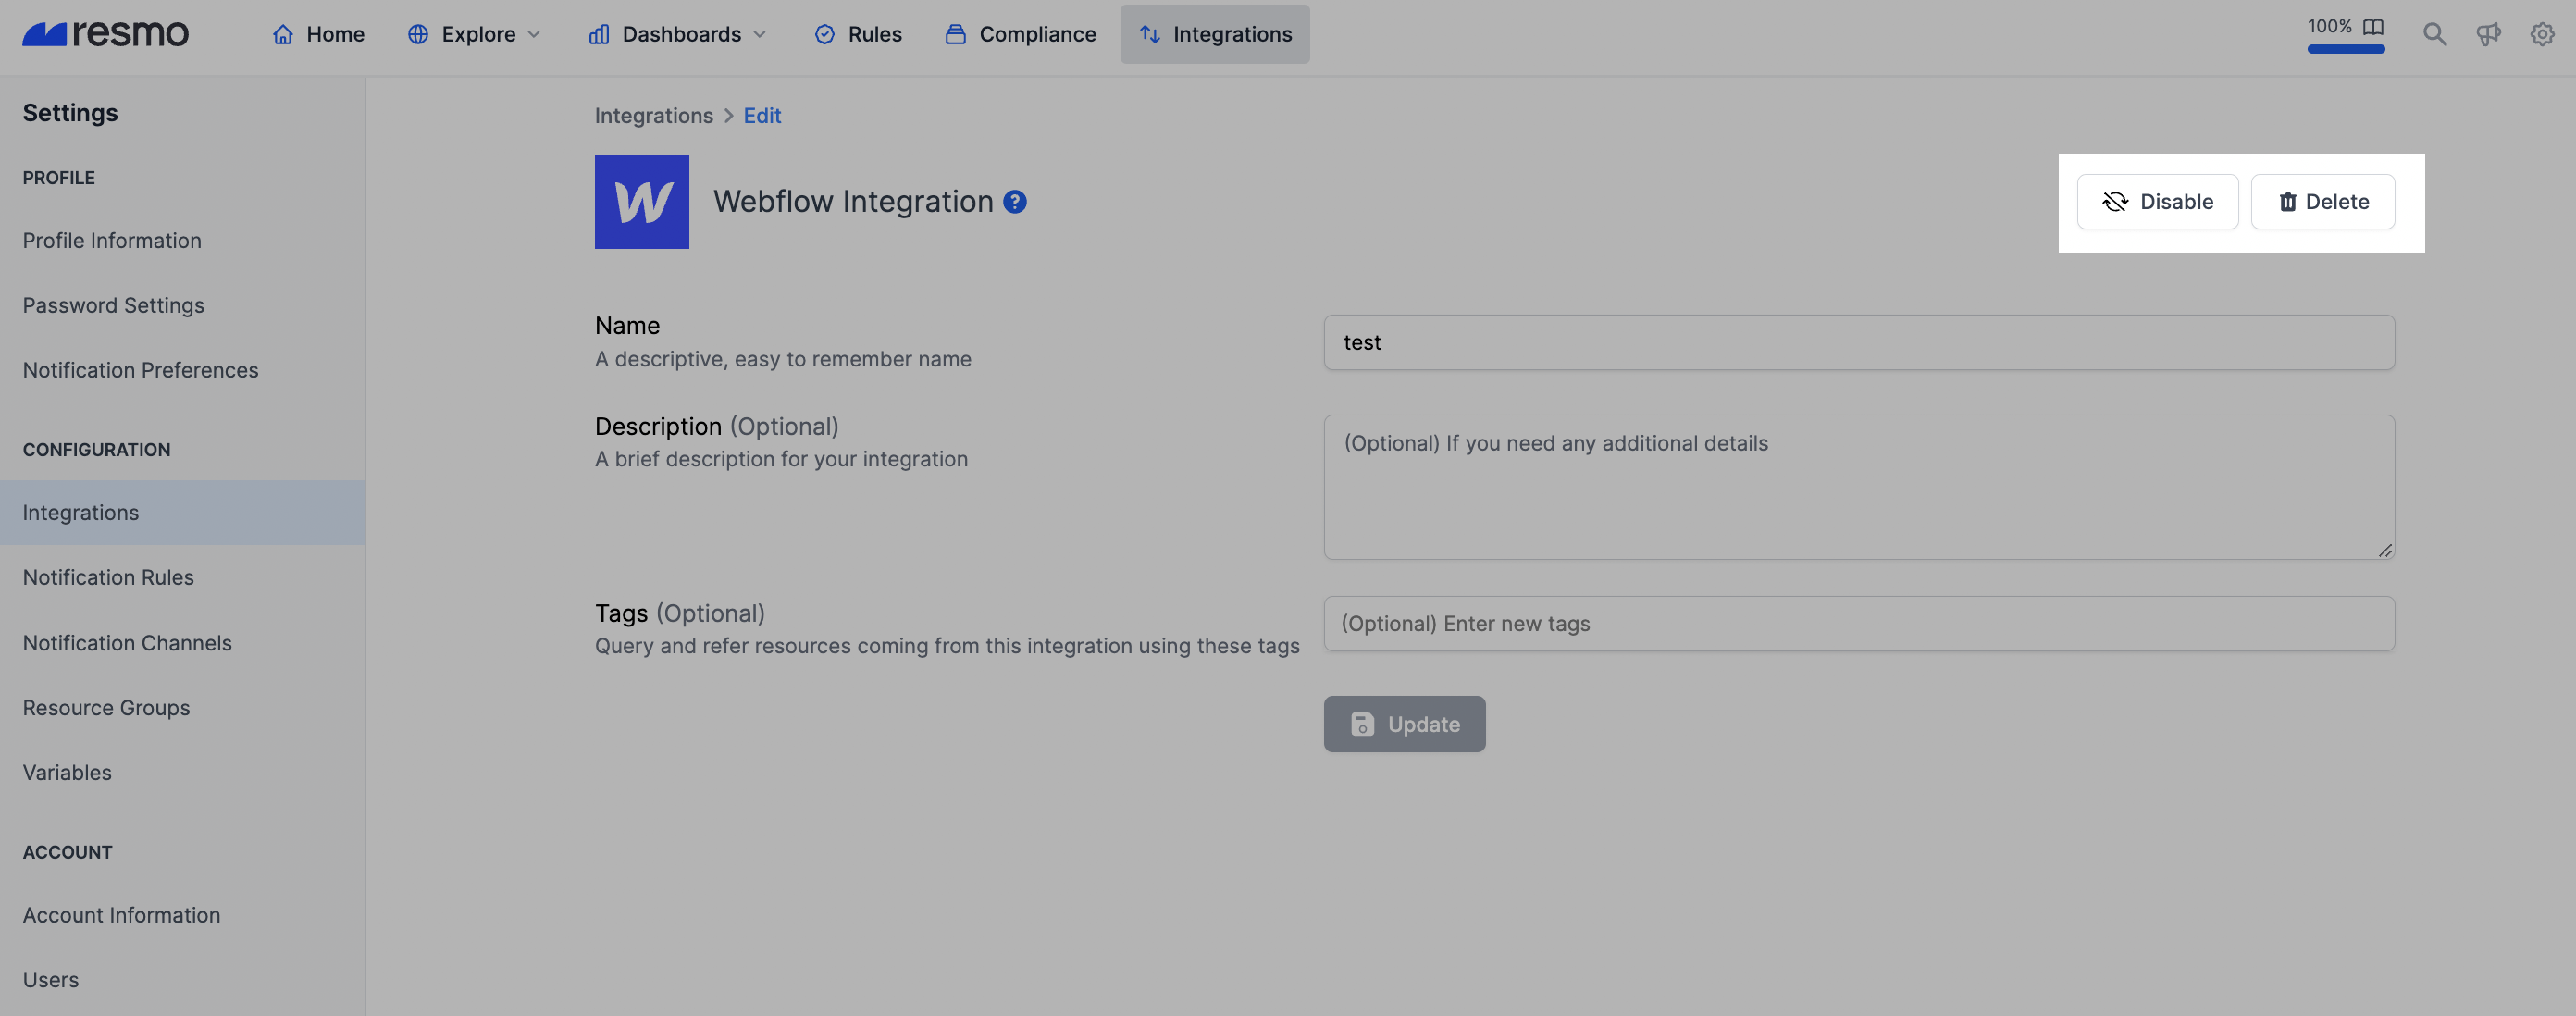 resmo
Home
Explore
Dashboards
Rules
Compliance
Integrations
100%
Settings
PROFILE
Profile Information
Password Settings
Notification Preferences
CONFIGURATION
Integrations
Notification Rules
Notification Channels
Resource Groups
Variables
ACCOUNT
Account Information
Users
Integrations > Edit
W
Webflow Integration ?
Disable
Delete
Name
A descriptive, easy to remember name
test
Description (Optional)
A brief description for your integration
(Optional) If you need any additional details
Tags (Optional)
Query and refer resources coming from this integration using these tags
(Optional) Enter new tags
Update